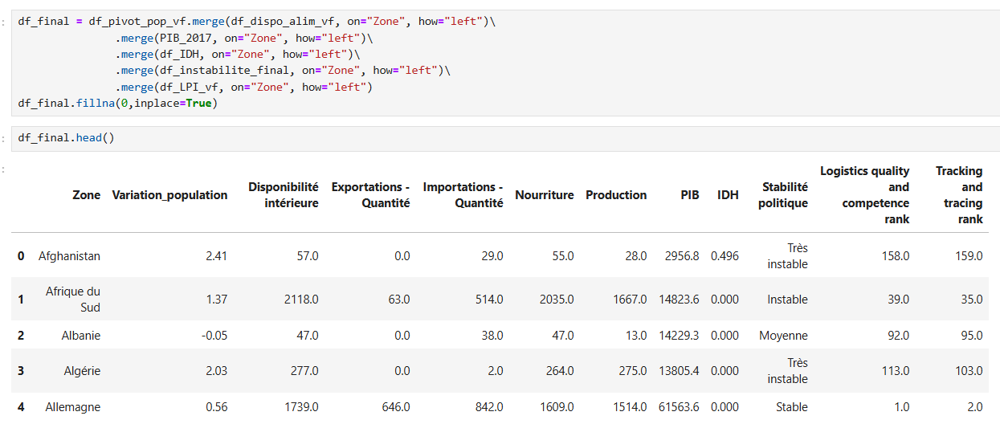 : df_final = df_pivot_pop_vf.merge(df_dispo_alim_vf, on="Zone", how="left")\
.merge(PIB_2017, on="Zone", how="left")\
.merge(df_IDH, on="Zone", how="left")\
.merge(df_instabilite_final, on="Zone", how="left")\
.merge(df_LPI_vf, on="Zone", how="left")
df_final.fillna(0,inplace=True)
: df_final.head()
:
Zone Variation_population Disponibilité intérieure Exportations - Quantité Importations - Quantité Nourriture Production PIB IDH Stabilité politique Logistics quality and competence rank Tracking and tracing rank
0 Afghanistan 2.41 57.0 0.0 29.0 55.0 28.0 2956.8 0.496 Très instable 158.0 159.0
1 Afrique du Sud 1.37 2118.0 63.0 514.0 2035.0 1667.0 14823.6 0.000 Instable 39.0 35.0
2 Albanie -0.05 47.0 0.0 38.0 47.0 13.0 14229.3 0.000 Moyenne 92.0 95.0
3 Algérie 2.03 277.0 0.0 2.0 264.0 275.0 13805.4 0.000 Très instable 113.0 103.0
4 Allemagne 0.56 1739.0 646.0 842.0 1609.0 1514.0 61563.6 0.000 Stable 1.0 2.0